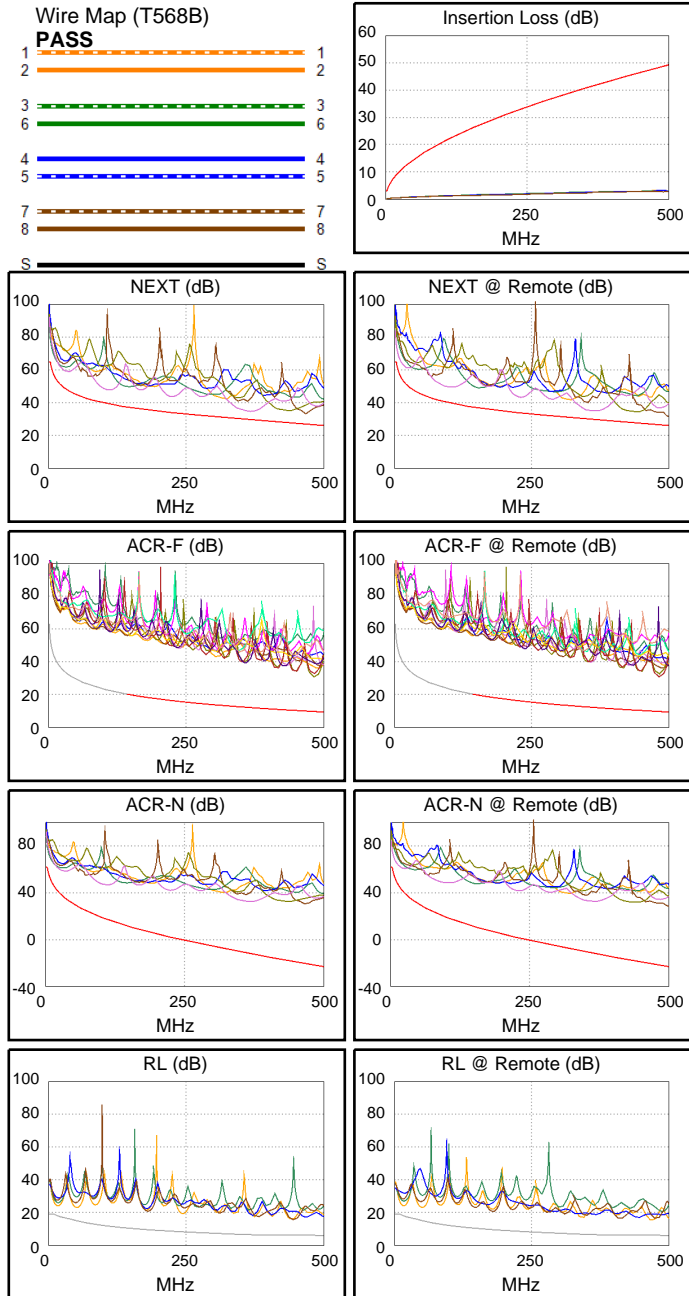 Wire Map (T568B)
PASS
1 1
2 2
3 3
6 6
4 4
5 5
7 7
8 8
S S
Insertion Loss (dB)
60
50
40
30
20
10
0
0 250 500
MHz
NEXT (dB)
100
80
60
40
20
0
0 250 500
MHz
NEXT @ Remote (dB)
100
80
60
40
20
0
0 250 500
MHz
ACR-F (dB)
100
80
60
40
20
0
0 250 500
MHz
ACR-F @ Remote (dB)
100
80
60
40
20
0
0 250 500
MHz
ACR-N (dB)
80
40
0
-40
0 250 500
MHz
ACR-N @ Remote (dB)
80
40
0
-40
0 250 500
MHz
RL (dB)
100
80
60
40
20
0
0 250 500
MHz
RL @ Remote (dB)
100
80
60
40
20
0
0 250 500
MHz